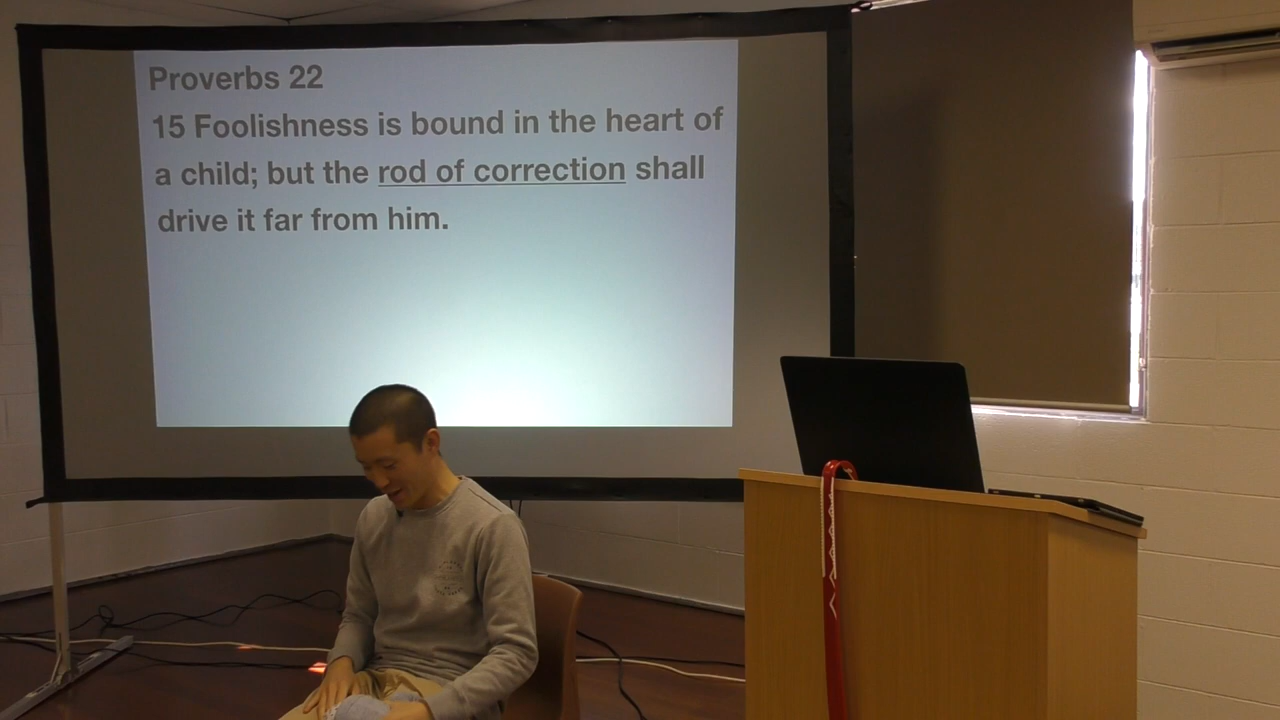 Proverbs 22
15 Foolishness is bound in the heart of
a child; but the rod of correction shall
drive it far from him.